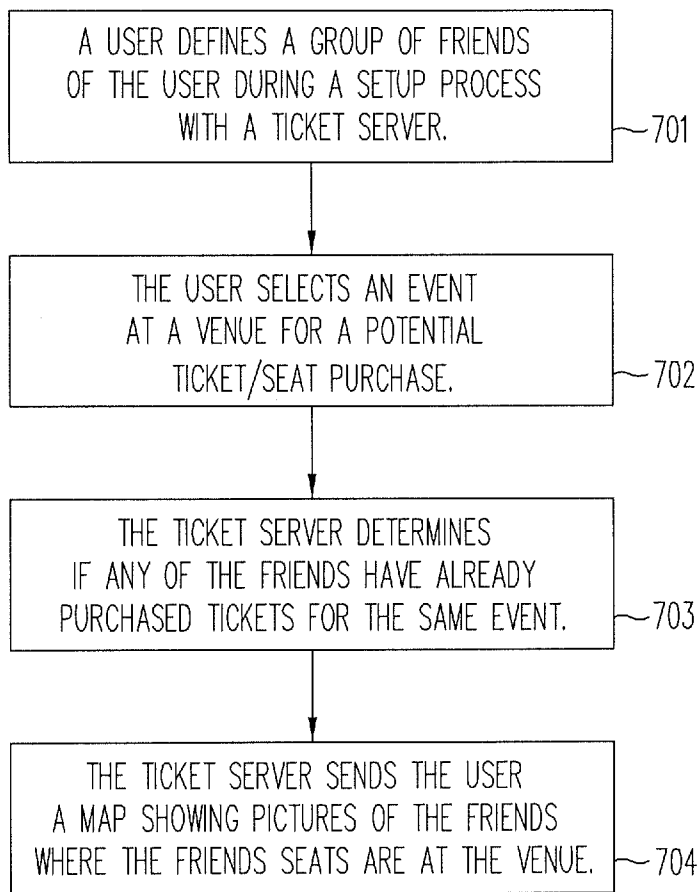 A USER DEFINES A GROUP OF FRIENDS
OF THE USER DURING A SETUP PROCESS
WITH A TICKET SERVER.
701
THE USER SELECTS AN EVENT
AT A VENUE FOR A POTENTIAL
TICKET/SEAT PURCHASE.
702
THE TICKET SERVER DETERMINES
IF ANY OF THE FRIENDS HAVE ALREADY
PURCHASED TICKETS FOR THE SAME EVENT.
703
THE TICKET SERVER SENDS THE USER
A MAP SHOWING PICTURES OF THE FRIENDS
WHERE THE FRIENDS SEATS ARE AT THE VENUE.
704